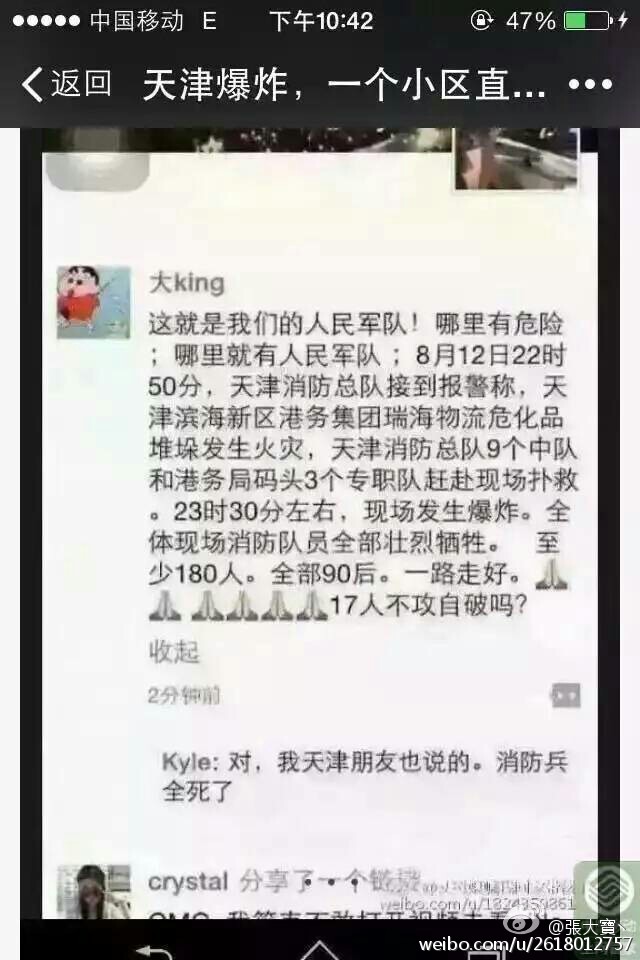 中国移动 E 下午10:42 47%
返回 天津爆炸，一个小区直...
大king
这就是我们的人民军队！哪里有危险
；哪里就有人民军队；8月12日22时
50分，天津消防总队接到报警称，天
津滨海新区港务集团瑞海物流危化品
堆垛发生火灾，天津消防总队9个中队
和港务局码头3个专职队赶赴现场扑救
。23时30分左右，现场发生爆炸。全
体现场消防队员全部壮烈牺牲。 至
少180人。全部90后。一路走好。🙏
🙏🙏🙏🙏🙏17人不攻自破吗？
收起
2分钟前
Kyle: 对，我天津朋友也说的。消防兵
全死了
crystal 分享了一个链接
OMG 我简直不敢打开视频去看
@張大寶
weibo.com/u/2618012757